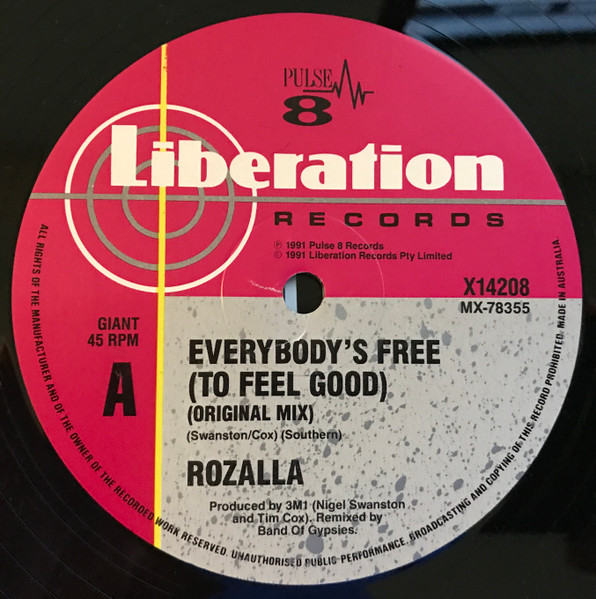 PULSE
8
Liberation
RECORDS
℗ 1991 Pulse 8 Records
© 1991 Liberation Records Pty Limited
X14208
MX-78355
GIANT
45 RPM
A
EVERYBODY'S FREE
(TO FEEL GOOD)
(ORIGINAL MIX)
(Swanston/Cox) (Southern)
ROZALLA
Produced by 3M1 (Nigel Swanston
and Tim Cox). Remixed by
Band Of Gypsies.
ALL RIGHTS OF THE MANUFACTURER AND OF THE OWNER OF THE RECORDED WORK RESERVED. UNAUTHORISED PUBLIC PERFORMANCE, BROADCASTING AND COPYING OF THIS RECORD PROHIBITED. MADE IN AUSTRALIA.